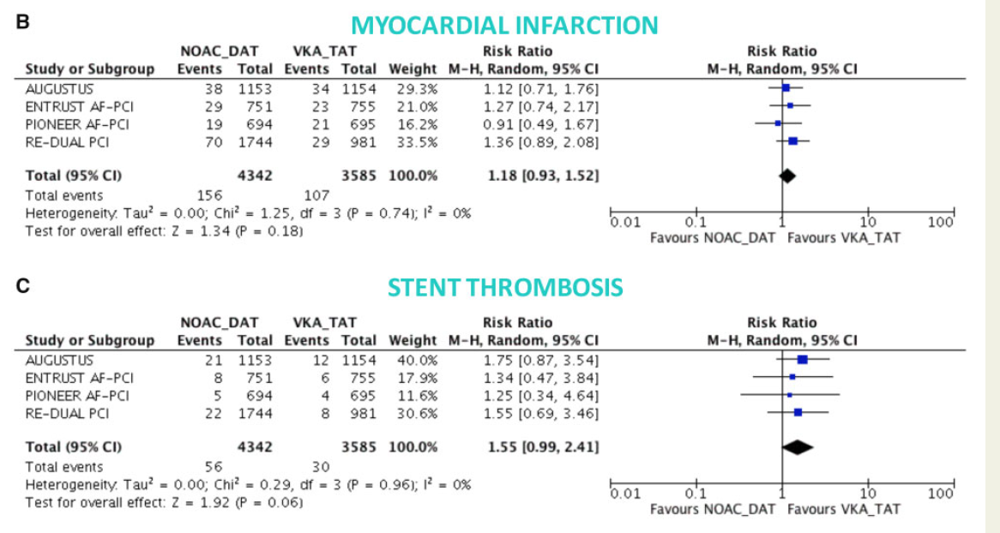 B
MYOCARDIAL INFARCTION
NOAC_DAT VKA_TAT Risk Ratio Risk Ratio
Study or Subgroup Events Total Events Total Weight M-H, Random, 95% CI M-H, Random, 95% CI
AUGUSTUS 38 1153 34 1154 29.3% 1.12 [0.71, 1.76]
ENTRUST AF-PCI 29 751 23 755 21.0% 1.27 [0.74, 2.17]
PIONEER AF-PCI 19 694 21 695 16.2% 0.91 [0.49, 1.67]
RE-DUAL PCI 70 1744 29 981 33.5% 1.36 [0.89, 2.08]
Total (95% CI) 4342 3585 100.0% 1.18 [0.93, 1.52]
Total events 156 107
Heterogeneity: Tau² = 0.00; Chi² = 1.25, df = 3 (P = 0.74); I² = 0%
Test for overall effect: Z = 1.34 (P = 0.18)
0.01 0.1 1 10 100
Favours NOAC_DAT Favours VKA_TAT
C
STENT THROMBOSIS
NOAC_DAT VKA_TAT Risk Ratio Risk Ratio
Study or Subgroup Events Total Events Total Weight M-H, Random, 95% CI M-H, Random, 95% CI
AUGUSTUS 21 1153 12 1154 40.0% 1.75 [0.87, 3.54]
ENTRUST AF-PCI 8 751 6 755 17.9% 1.34 [0.47, 3.84]
PIONEER AF-PCI 5 694 4 695 11.6% 1.25 [0.34, 4.64]
RE-DUAL PCI 22 1744 8 981 30.6% 1.55 [0.69, 3.46]
Total (95% CI) 4342 3585 100.0% 1.55 [0.99, 2.41]
Total events 56 30
Heterogeneity: Tau² = 0.00; Chi² = 0.29, df = 3 (P = 0.96); I² = 0%
Test for overall effect: Z = 1.92 (P = 0.06)
0.01 0.1 1 10 100
Favours NOAC_DAT Favours VKA_TAT